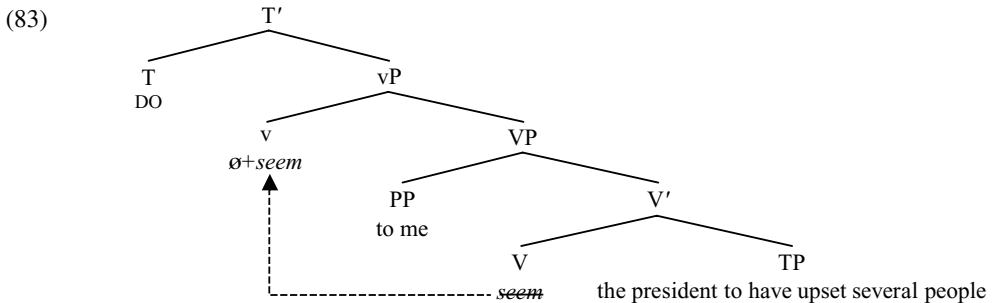 (83)
T′
T
vP
DO
v
VP
ø+seem
PP
V′
to me
V
TP
seem
the president to have upset several people